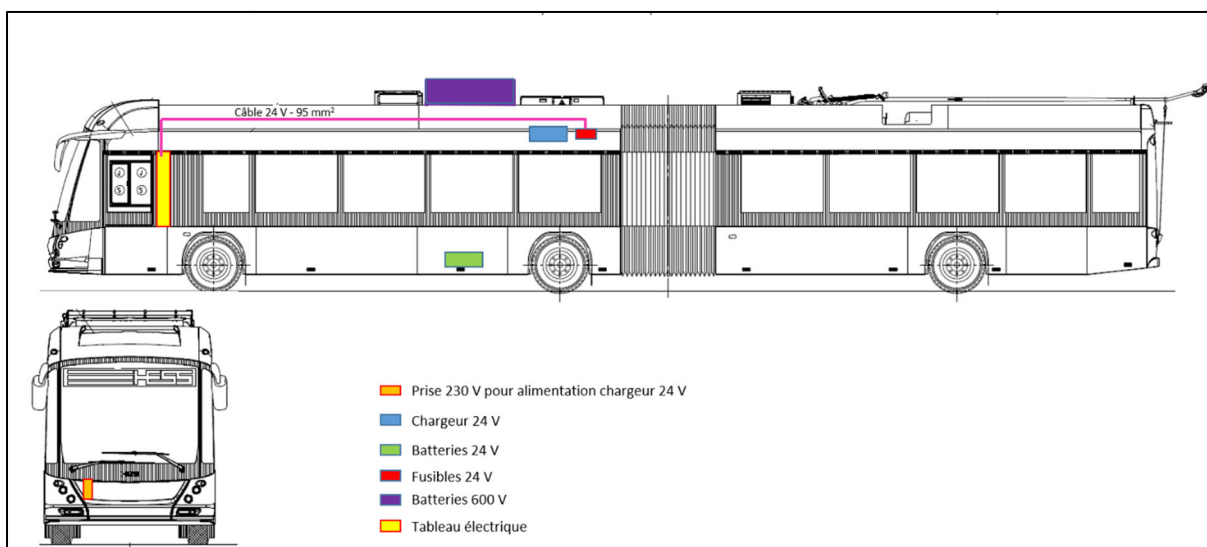 Câble 24 V - 95 mm²
HESS
Prise 230 V pour alimentation chargeur 24 V
Chargeur 24 V
Batteries 24 V
Fusibles 24 V
Batteries 600 V
Tableau électrique